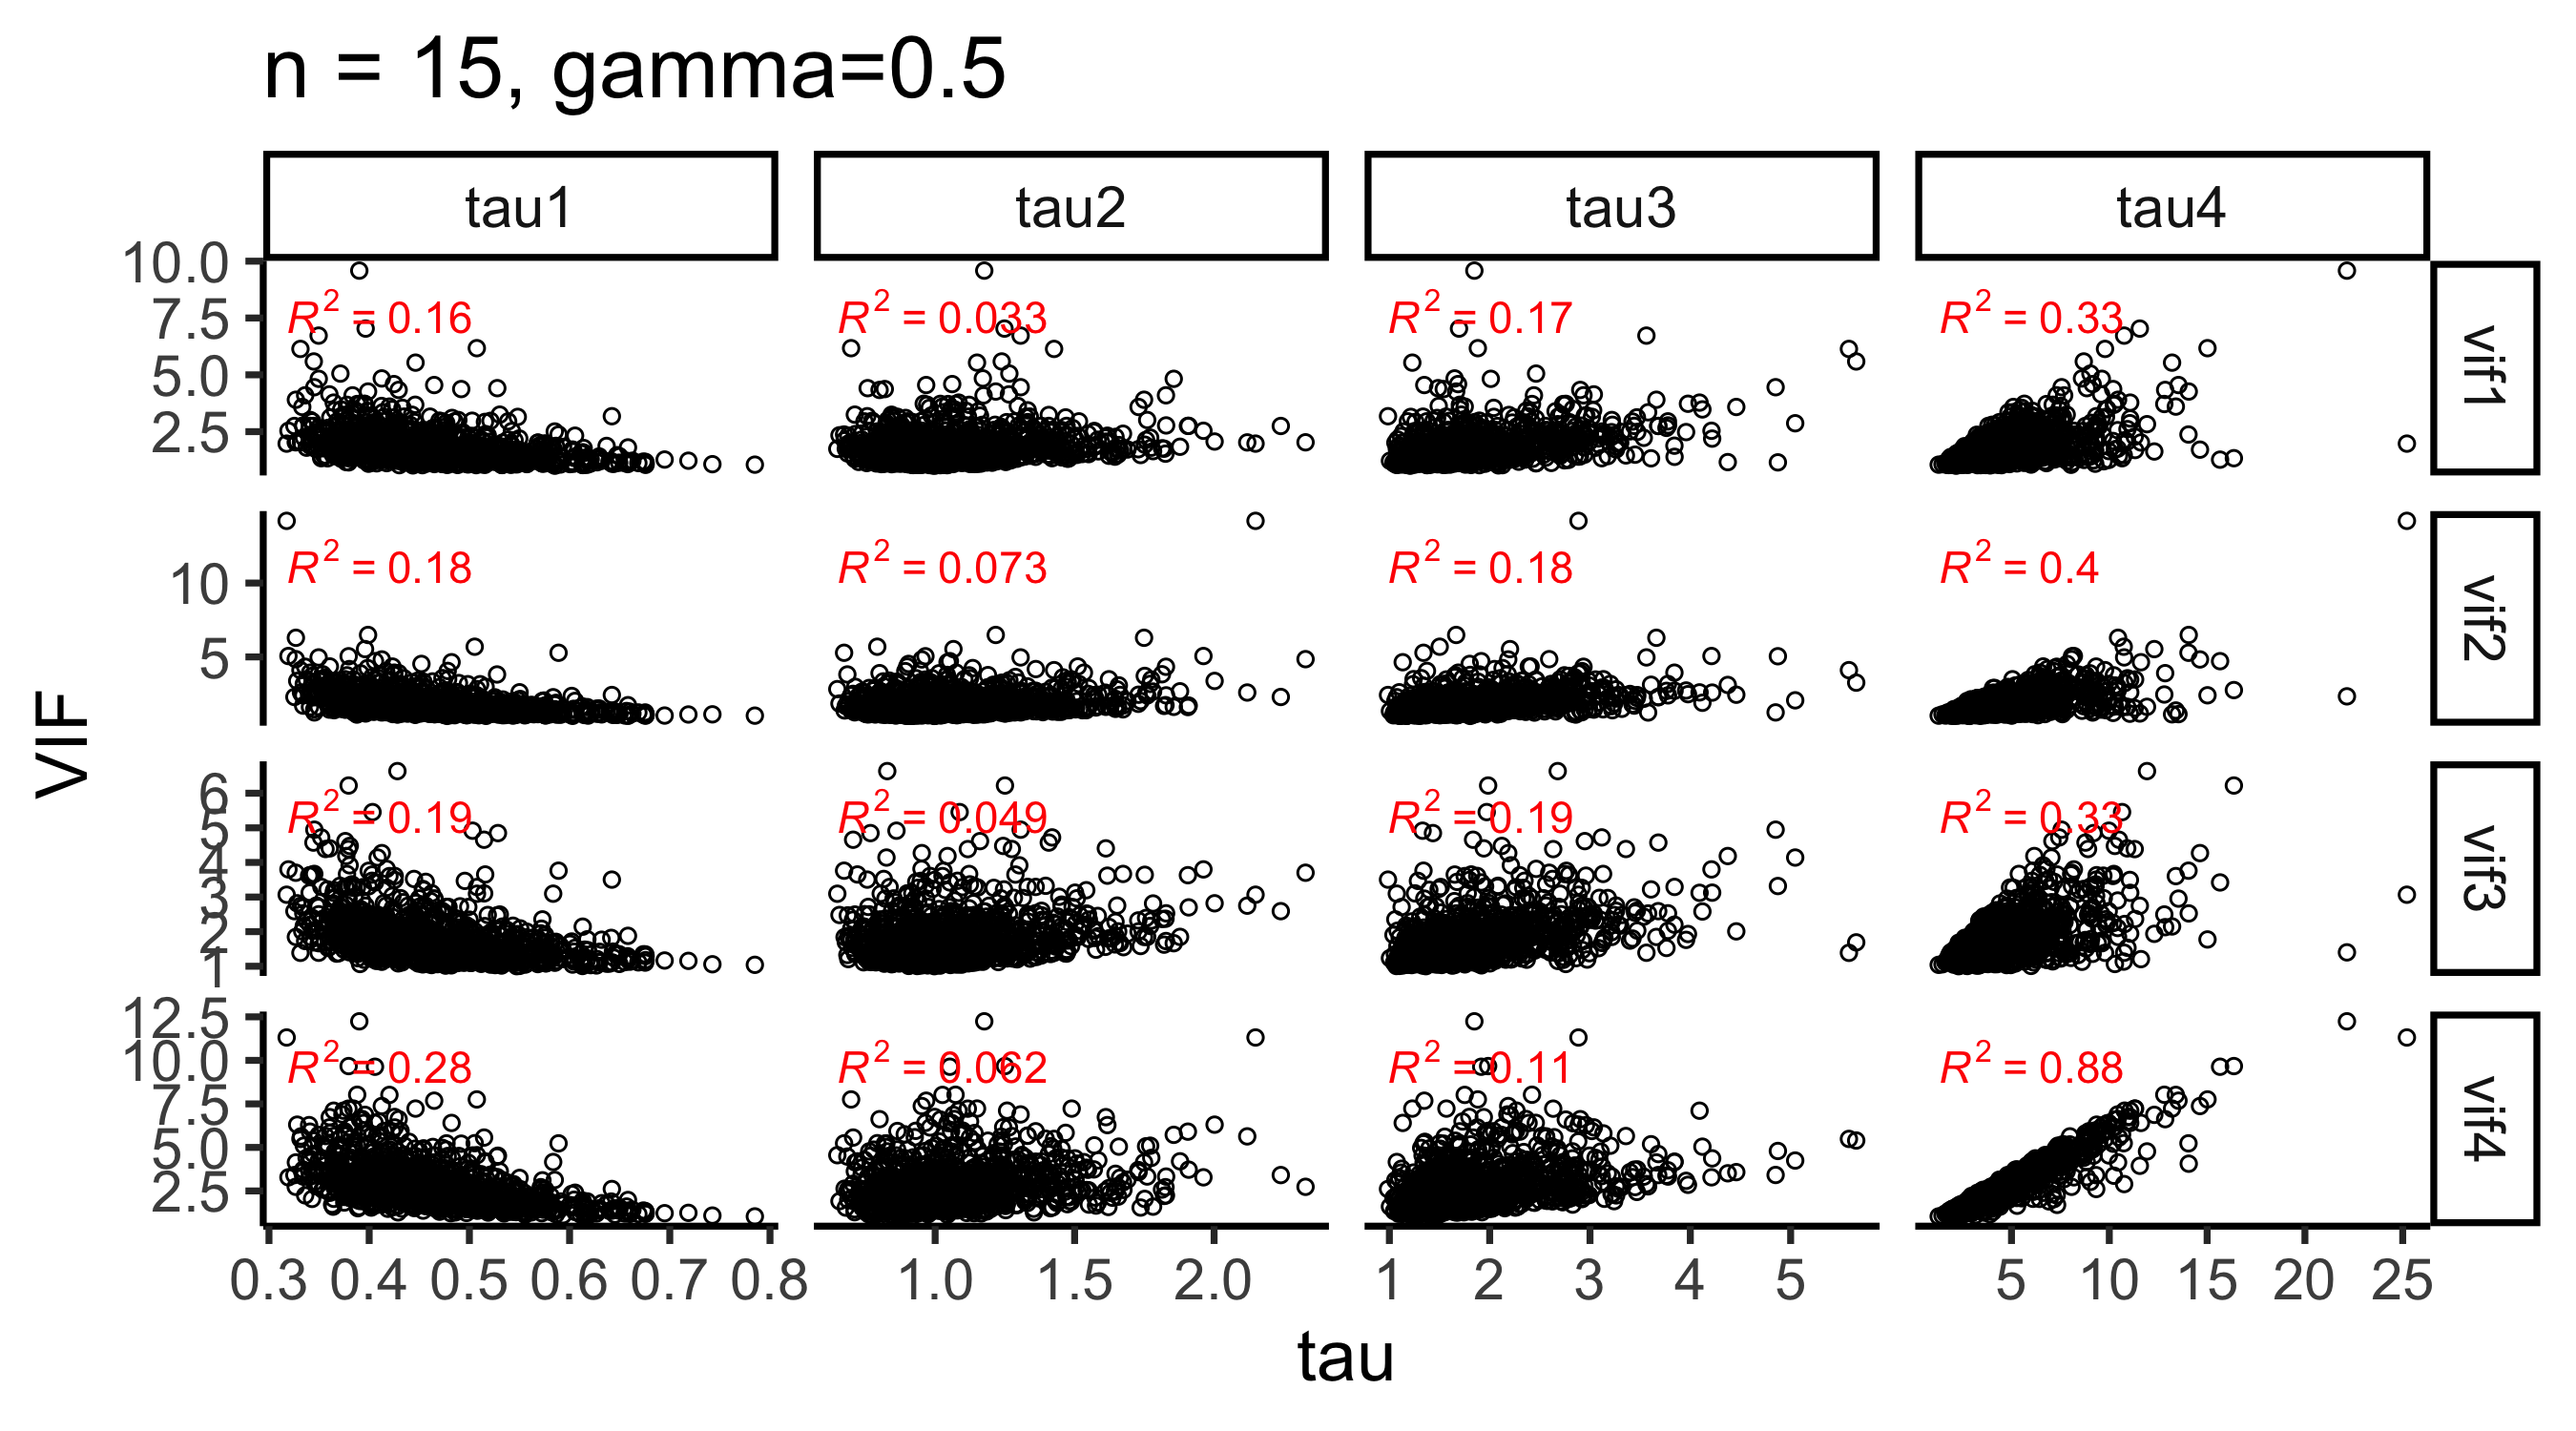 n = 15, gamma=0.5
tau1 tau2 tau3 tau4
10.0
7.5
5.0
2.5
R² = 0.16 R² = 0.033 R² = 0.17 R² = 0.33
vif1
10
5
R² = 0.18 R² = 0.073 R² = 0.18 R² = 0.4
vif2
6
5
4
3
2
1
R² = 0.19 R² = 0.049 R² = 0.19 R² = 0.33
vif3
12.5
10.0
7.5
5.0
2.5
R² = 0.28 R² = 0.062 R² = 0.11 R² = 0.88
vif4
VIF
0.3 0.4 0.5 0.6 0.7 0.8 1.0 1.5 2.0 1 2 3 4 5 5 10 15 20 25
tau